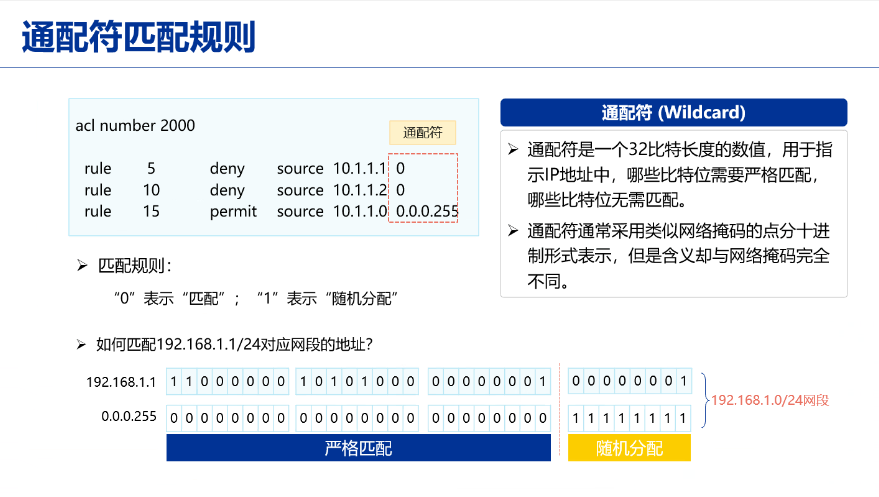 通配符匹配规则
acl number 2000
通配符
rule 5 deny source 10.1.1.1 0
rule 10 deny source 10.1.1.2 0
rule 15 permit source 10.1.1.0 0.0.0.255
通配符 (Wildcard)
➢ 通配符是一个32比特长度的数值，用于指
示IP地址中，哪些比特位需要严格匹配，
哪些比特位无需匹配。
➢ 通配符通常采用类似网络掩码的点分十进
制形式表示，但是含义却与网络掩码完全
不同。
➢ 匹配规则：
“0”表示“匹配”；“1”表示“随机分配”
➢ 如何匹配192.168.1.1/24对应网段的地址？
192.168.1.1 1 1 0 0 0 0 0 0 1 0 1 0 1 0 0 0 0 0 0 0 0 0 0 1 0 0 0 0 0 0 0 1
192.168.1.0/24网段
0.0.0.255 0 0 0 0 0 0 0 0 0 0 0 0 0 0 0 0 0 0 0 0 0 0 0 0 1 1 1 1 1 1 1 1
严格匹配 随机分配